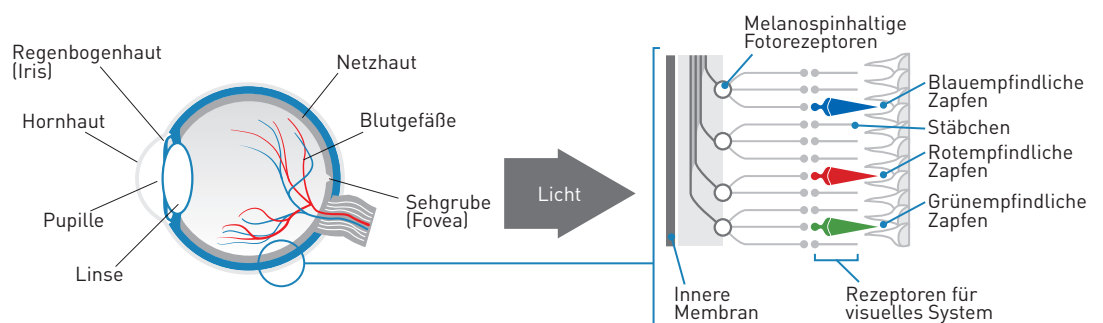 Regenbogenhaut
(Iris)
Hornhaut
Pupille
Linse
Netzhaut
Blutgefäße
Sehgrube
(Fovea)
Licht
Melanospinhaltige
Fotorezeptoren
Blauempfindliche
Zapfen
Stäbchen
Rotempfindliche
Zapfen
Grünempfindliche
Zapfen
Innere
Membran
Rezeptoren für
visuelles System